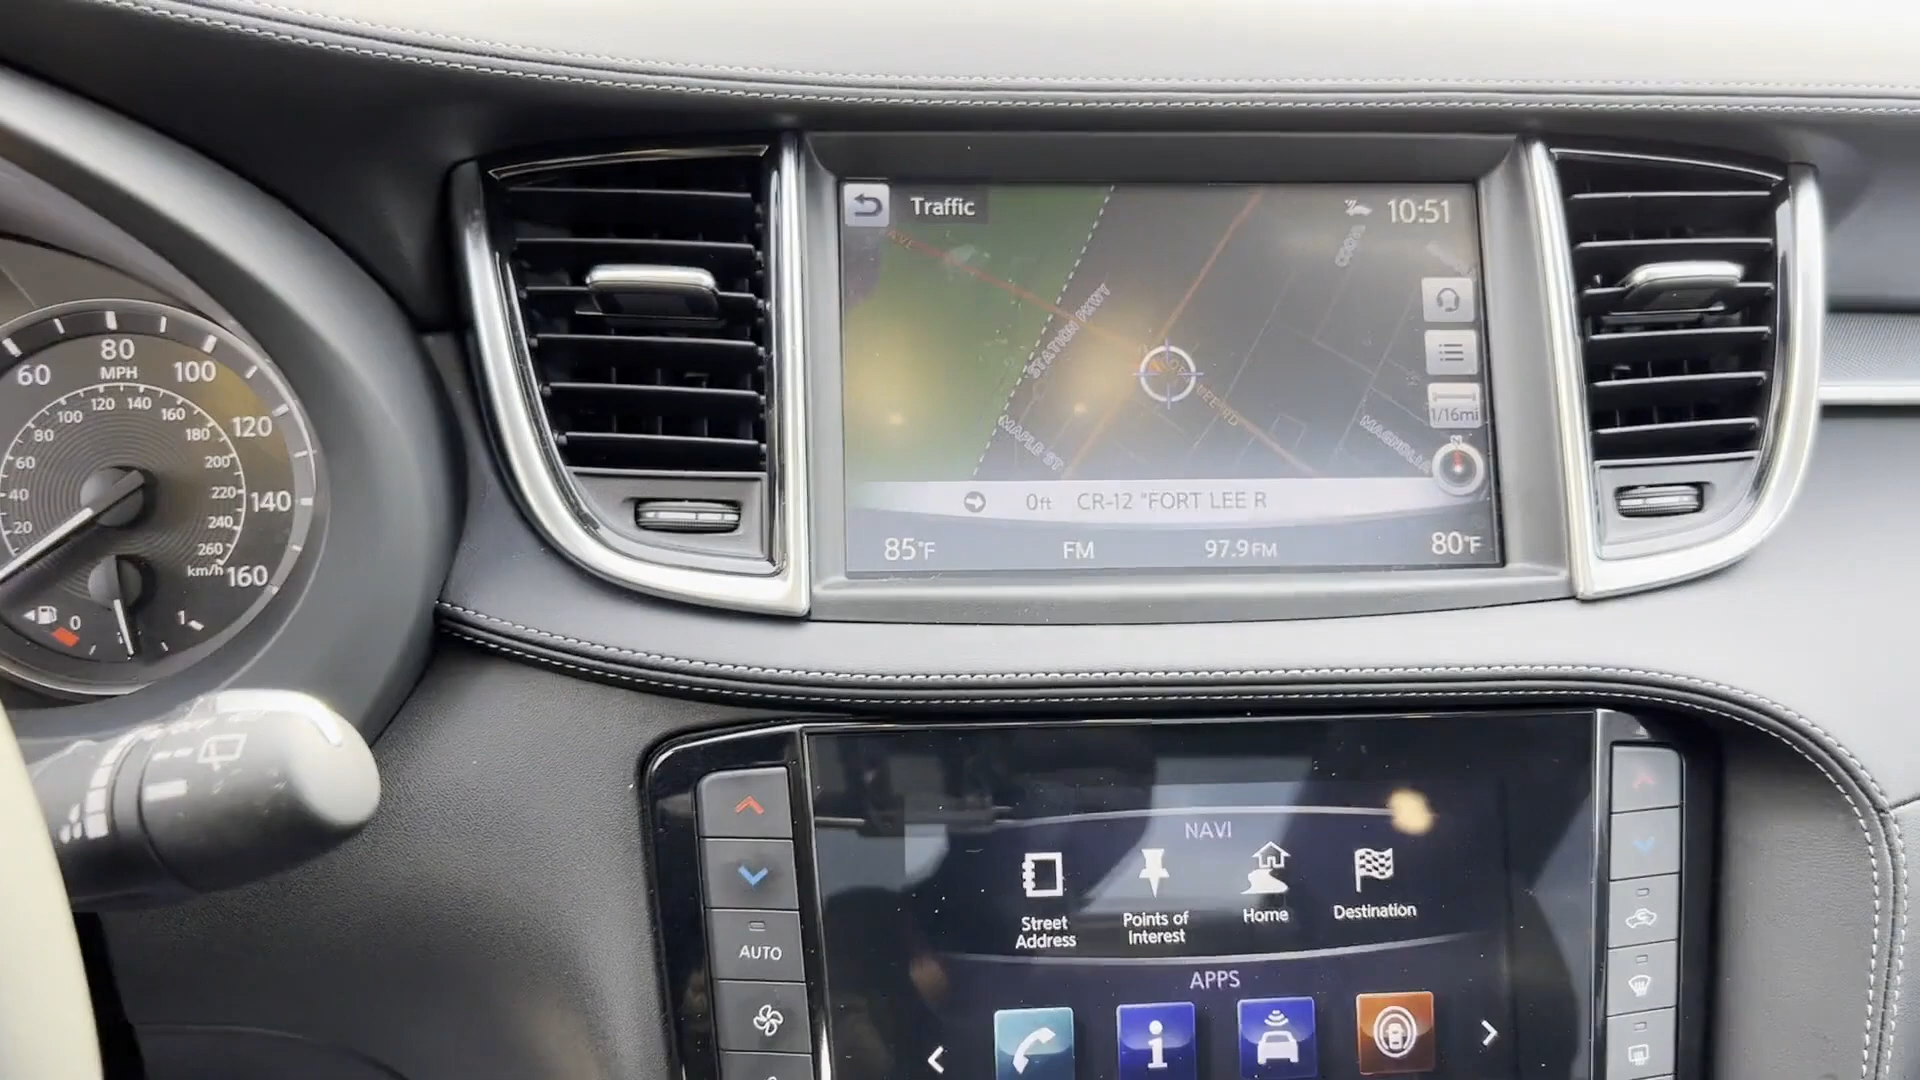 Traffic
10:51
AVE
STATION PKWY
MAPLE ST
MAGNOLIA
1/16mi
N
0ft CR-12 "FORT LEE R
85°F FM 97.9FM 80°F
60 80 100 120 140 160
MPH
20 40 60 80 100 120 140 160 180 200 220 240 260
km/h
0 1
AUTO
NAVI
Street Address
Points of Interest
Home
Destination
APPS
i